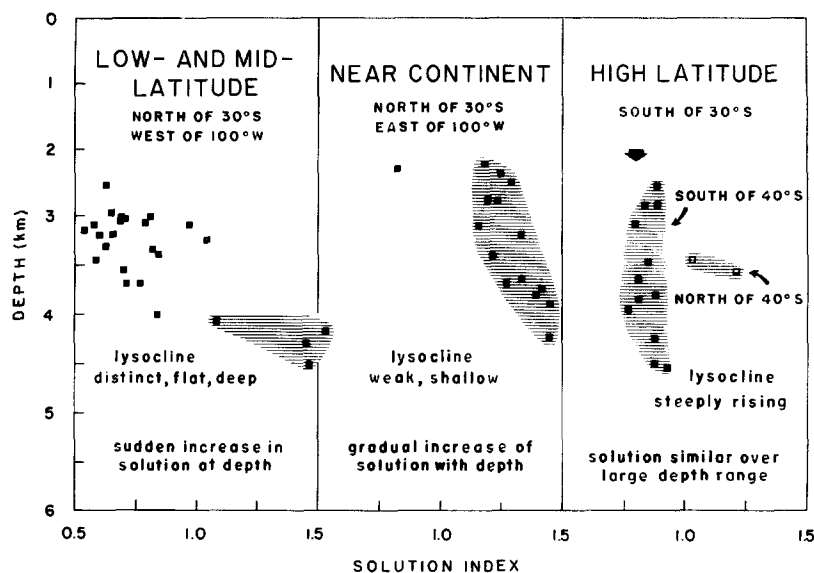 0
1
2
3
4
5
6
DEPTH (km)
LOW- AND MID-
LATITUDE
NORTH OF 30°S
WEST OF 100°W
lysocline
distinct, flat, deep
sudden increase in
solution at depth
NEAR CONTINENT
NORTH OF 30°S
EAST OF 100°W
lysocline
weak, shallow
gradual increase of
solution with depth
HIGH LATITUDE
SOUTH OF 30°S
SOUTH OF 40°S
NORTH OF 40°S
lysocline
steeply rising
solution similar over
large depth range
0.5 1.0 1.5 1.0 1.5 1.0 1.5
SOLUTION INDEX